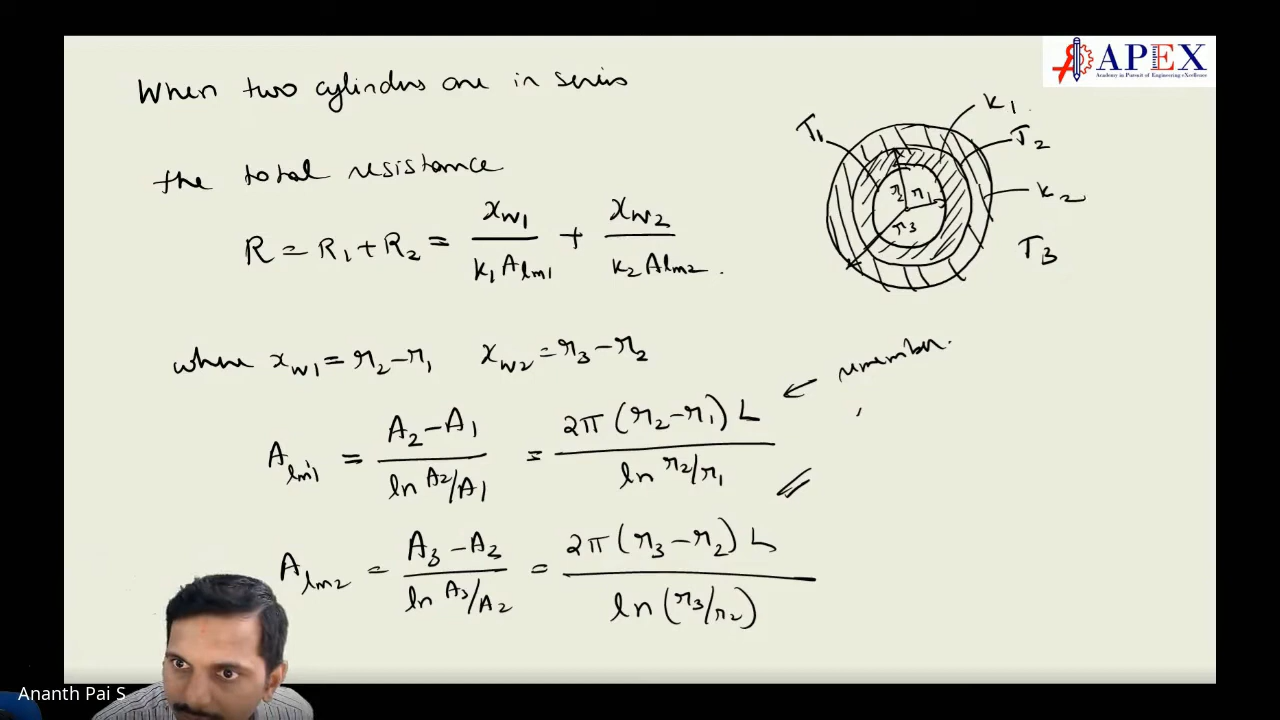 When two cylinders are in series
APEX
Academy in Pursuit of Engineering eXcellence
the total resistance
R = R1 + R2 = xw1/k1 Alm1 + xw2/k2 Alm2 .
T1
k1
T2
k2
T3
r2
r1
r3
where xw1 = r2 - r1 xw2 = r3 - r2
remember.
Alm1 = A2 - A1/ln A2/A1 = 2π (r2 - r1) L/ln r2/r1
Alm2 = A3 - A2/ln A3/A2 = 2π (r3 - r2) L/ln (r3/r2)
Ananth Pai S